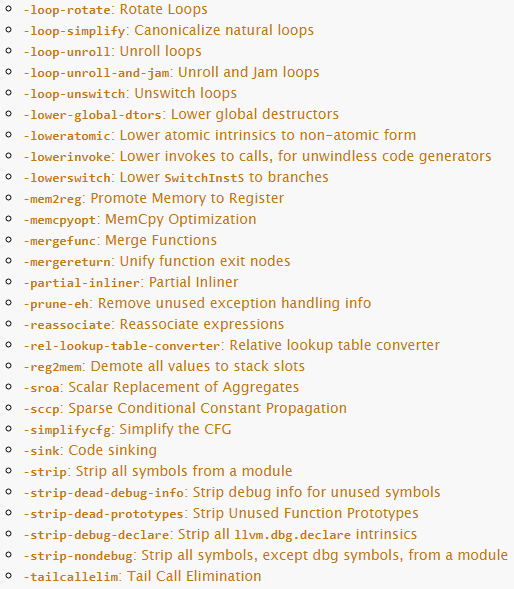 -loop-rotate: Rotate Loops
-loop-simplify: Canonicalize natural loops
-loop-unroll: Unroll loops
-loop-unroll-and-jam: Unroll and Jam loops
-loop-unswitch: Unswitch loops
-lower-global-dtors: Lower global destructors
-loweratomic: Lower atomic intrinsics to non-atomic form
-lowerinvoke: Lower invokes to calls, for unwindless code generators
-lowerswitch: Lower SwitchInsts to branches
-mem2reg: Promote Memory to Register
-memcpyopt: MemCpy Optimization
-mergefunc: Merge Functions
-mergereturn: Unify function exit nodes
-partial-inliner: Partial Inliner
-prune-eh: Remove unused exception handling info
-reassociate: Reassociate expressions
-rel-lookup-table-converter: Relative lookup table converter
-reg2mem: Demote all values to stack slots
-sroa: Scalar Replacement of Aggregates
-sccp: Sparse Conditional Constant Propagation
-simplifycfg: Simplify the CFG
-sink: Code sinking
-strip: Strip all symbols from a module
-strip-dead-debug-info: Strip debug info for unused symbols
-strip-dead-prototypes: Strip Unused Function Prototypes
-strip-debug-declare: Strip all llvm.dbg.declare intrinsics
-strip-nondebug: Strip all symbols, except dbg symbols, from a module
-tailcallelim: Tail Call Elimination